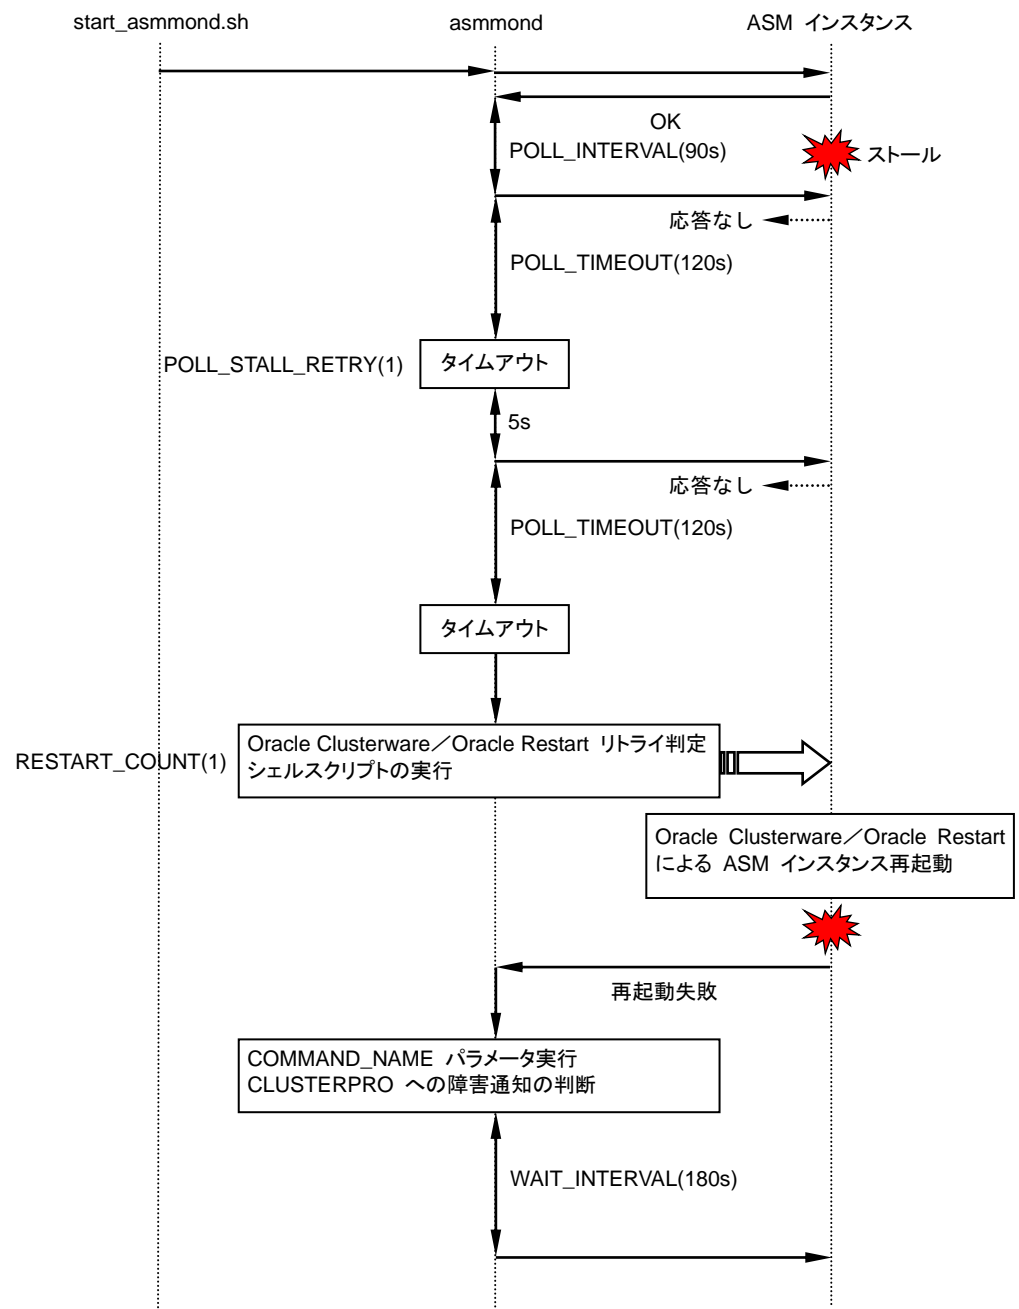 start_asmmond.sh
asmmond
ASM インスタンス
OK
POLL_INTERVAL(90s)
ストール
応答なし
POLL_TIMEOUT(120s)
POLL_STALL_RETRY(1)
タイムアウト
5s
応答なし
POLL_TIMEOUT(120s)
タイムアウト
RESTART_COUNT(1)
Oracle Clusterware／Oracle Restart リトライ判定
シェルスクリプトの実行
Oracle Clusterware／Oracle Restart
による ASM インスタンス再起動
再起動失敗
COMMAND_NAME パラメータ実行
CLUSTERPRO への障害通知の判断
WAIT_INTERVAL(180s)